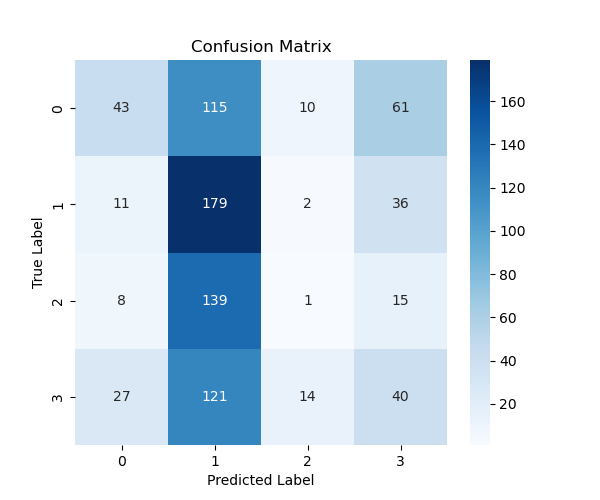 Confusion Matrix
0 43 115 10 61
1 11 179 2 36
2 8 139 1 15
3 27 121 14 40
0 1 2 3
Predicted Label
True Label
160
140
120
100
80
60
40
20